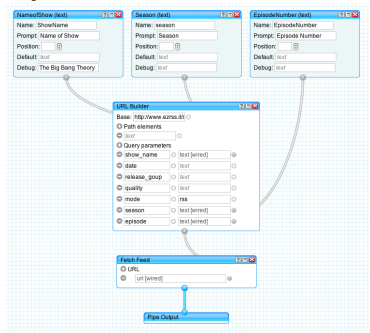 NameofShow (text)
Name: ShowName
Prompt: Name of Show
Position:
Default: text
Debug: The Big Bang Theory
Season (text)
Name: season
Prompt: Season
Position:
Default: text
Debug: text
EpisodeNumber (text)
Name: EpisodeNumber
Prompt: Episode Number
Position:
Default: text
Debug: text
URL Builder
Base: http://www.ezrss.it/
Path elements
text
Query parameters
show_name text [wired]
date text
release_goup text
quality text
mode rss
season text [wired]
episode text [wired]
Fetch Feed
URL
url [wired]
Pipe Output